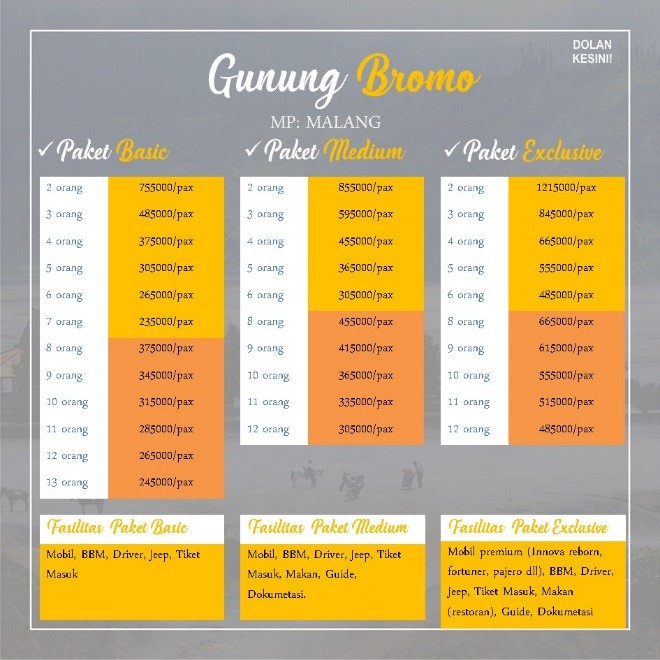 DOLAN
KESINI!
Gunung Bromo
MP: MALANG
✓ Paket Basic
2 orang 755000/pax
3 orang 485000/pax
4 orang 375000/pax
5 orang 305000/pax
6 orang 265000/pax
7 orang 235000/pax
8 orang 375000/pax
9 orang 345000/pax
10 orang 315000/pax
11 orang 285000/pax
12 orang 265000/pax
13 orang 245000/pax
Fasilitas Paket Basic
Mobil, BBM, Driver, Jeep, Tiket
Masuk
✓ Paket Medium
2 orang 855000/pax
3 orang 595000/pax
4 orang 455000/pax
5 orang 365000/pax
6 orang 305000/pax
8 orang 455000/pax
9 orang 415000/pax
10 orang 365000/pax
11 orang 335000/pax
12 orang 305000/pax
Fasilitas Paket Medium
Mobil, BBM, Driver, Jeep, Tiket
Masuk, Makan, Guide,
Dokumetasi.
✓ Paket Exclusive
2 orang 1215000/pax
3 orang 845000/pax
4 orang 665000/pax
5 orang 555000/pax
6 orang 485000/pax
8 orang 665000/pax
9 orang 615000/pax
10 orang 555000/pax
11 orang 515000/pax
12 orang 485000/pax
Fasilitas Paket Exclusive
Mobil premium (Innova reborn,
fortuner, pajero dll), BBM, Driver,
Jeep, Tiket Masuk, Makan
(restoran), Guide, Dokumetasi